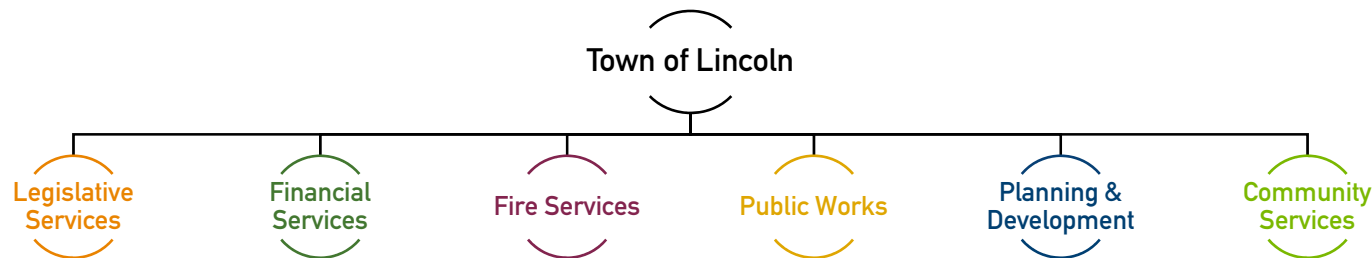 Town of Lincoln
Legislative
Services
Financial
Services
Fire Services
Public Works
Planning &
Development
Community
Services